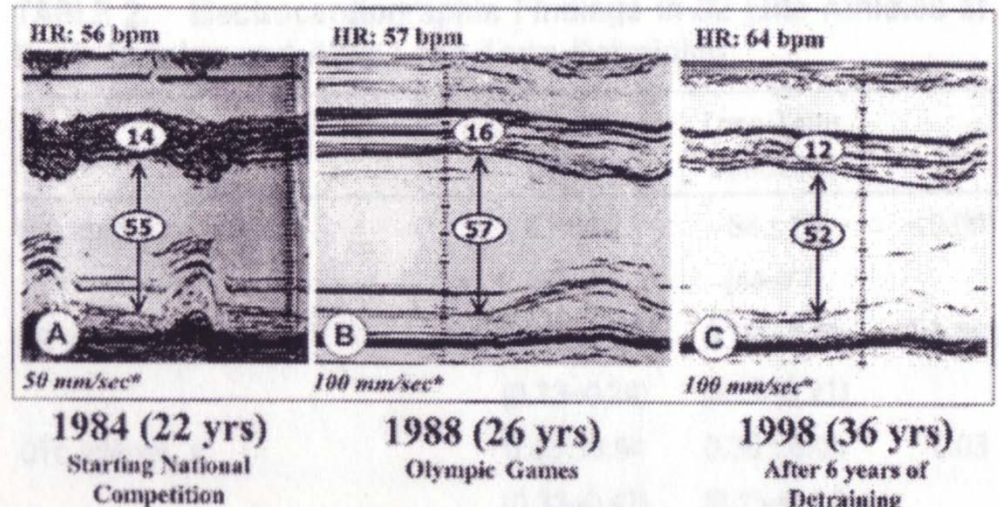 HR: 56 bpm
HR: 57 bpm
HR: 64 bpm
14
16
12
55
57
52
A
B
C
50 mm/sec*
100 mm/sec*
100 mm/sec*
1984 (22 yrs)
1988 (26 yrs)
1998 (36 yrs)
Starting National
Competition
Olympic Games
After 6 years of
Detraining